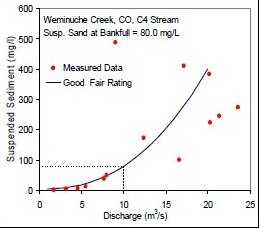 600
500
400
300
200
100
0
Suspended Sediment (mg/l)
Weminuche Creek, CO, C4 Stream
Susp. Sand at Bankfull = 80.0 mg/L
Measured Data
Good Fair Rating
0 5 10 15 20 25
Discharge (m³/s)